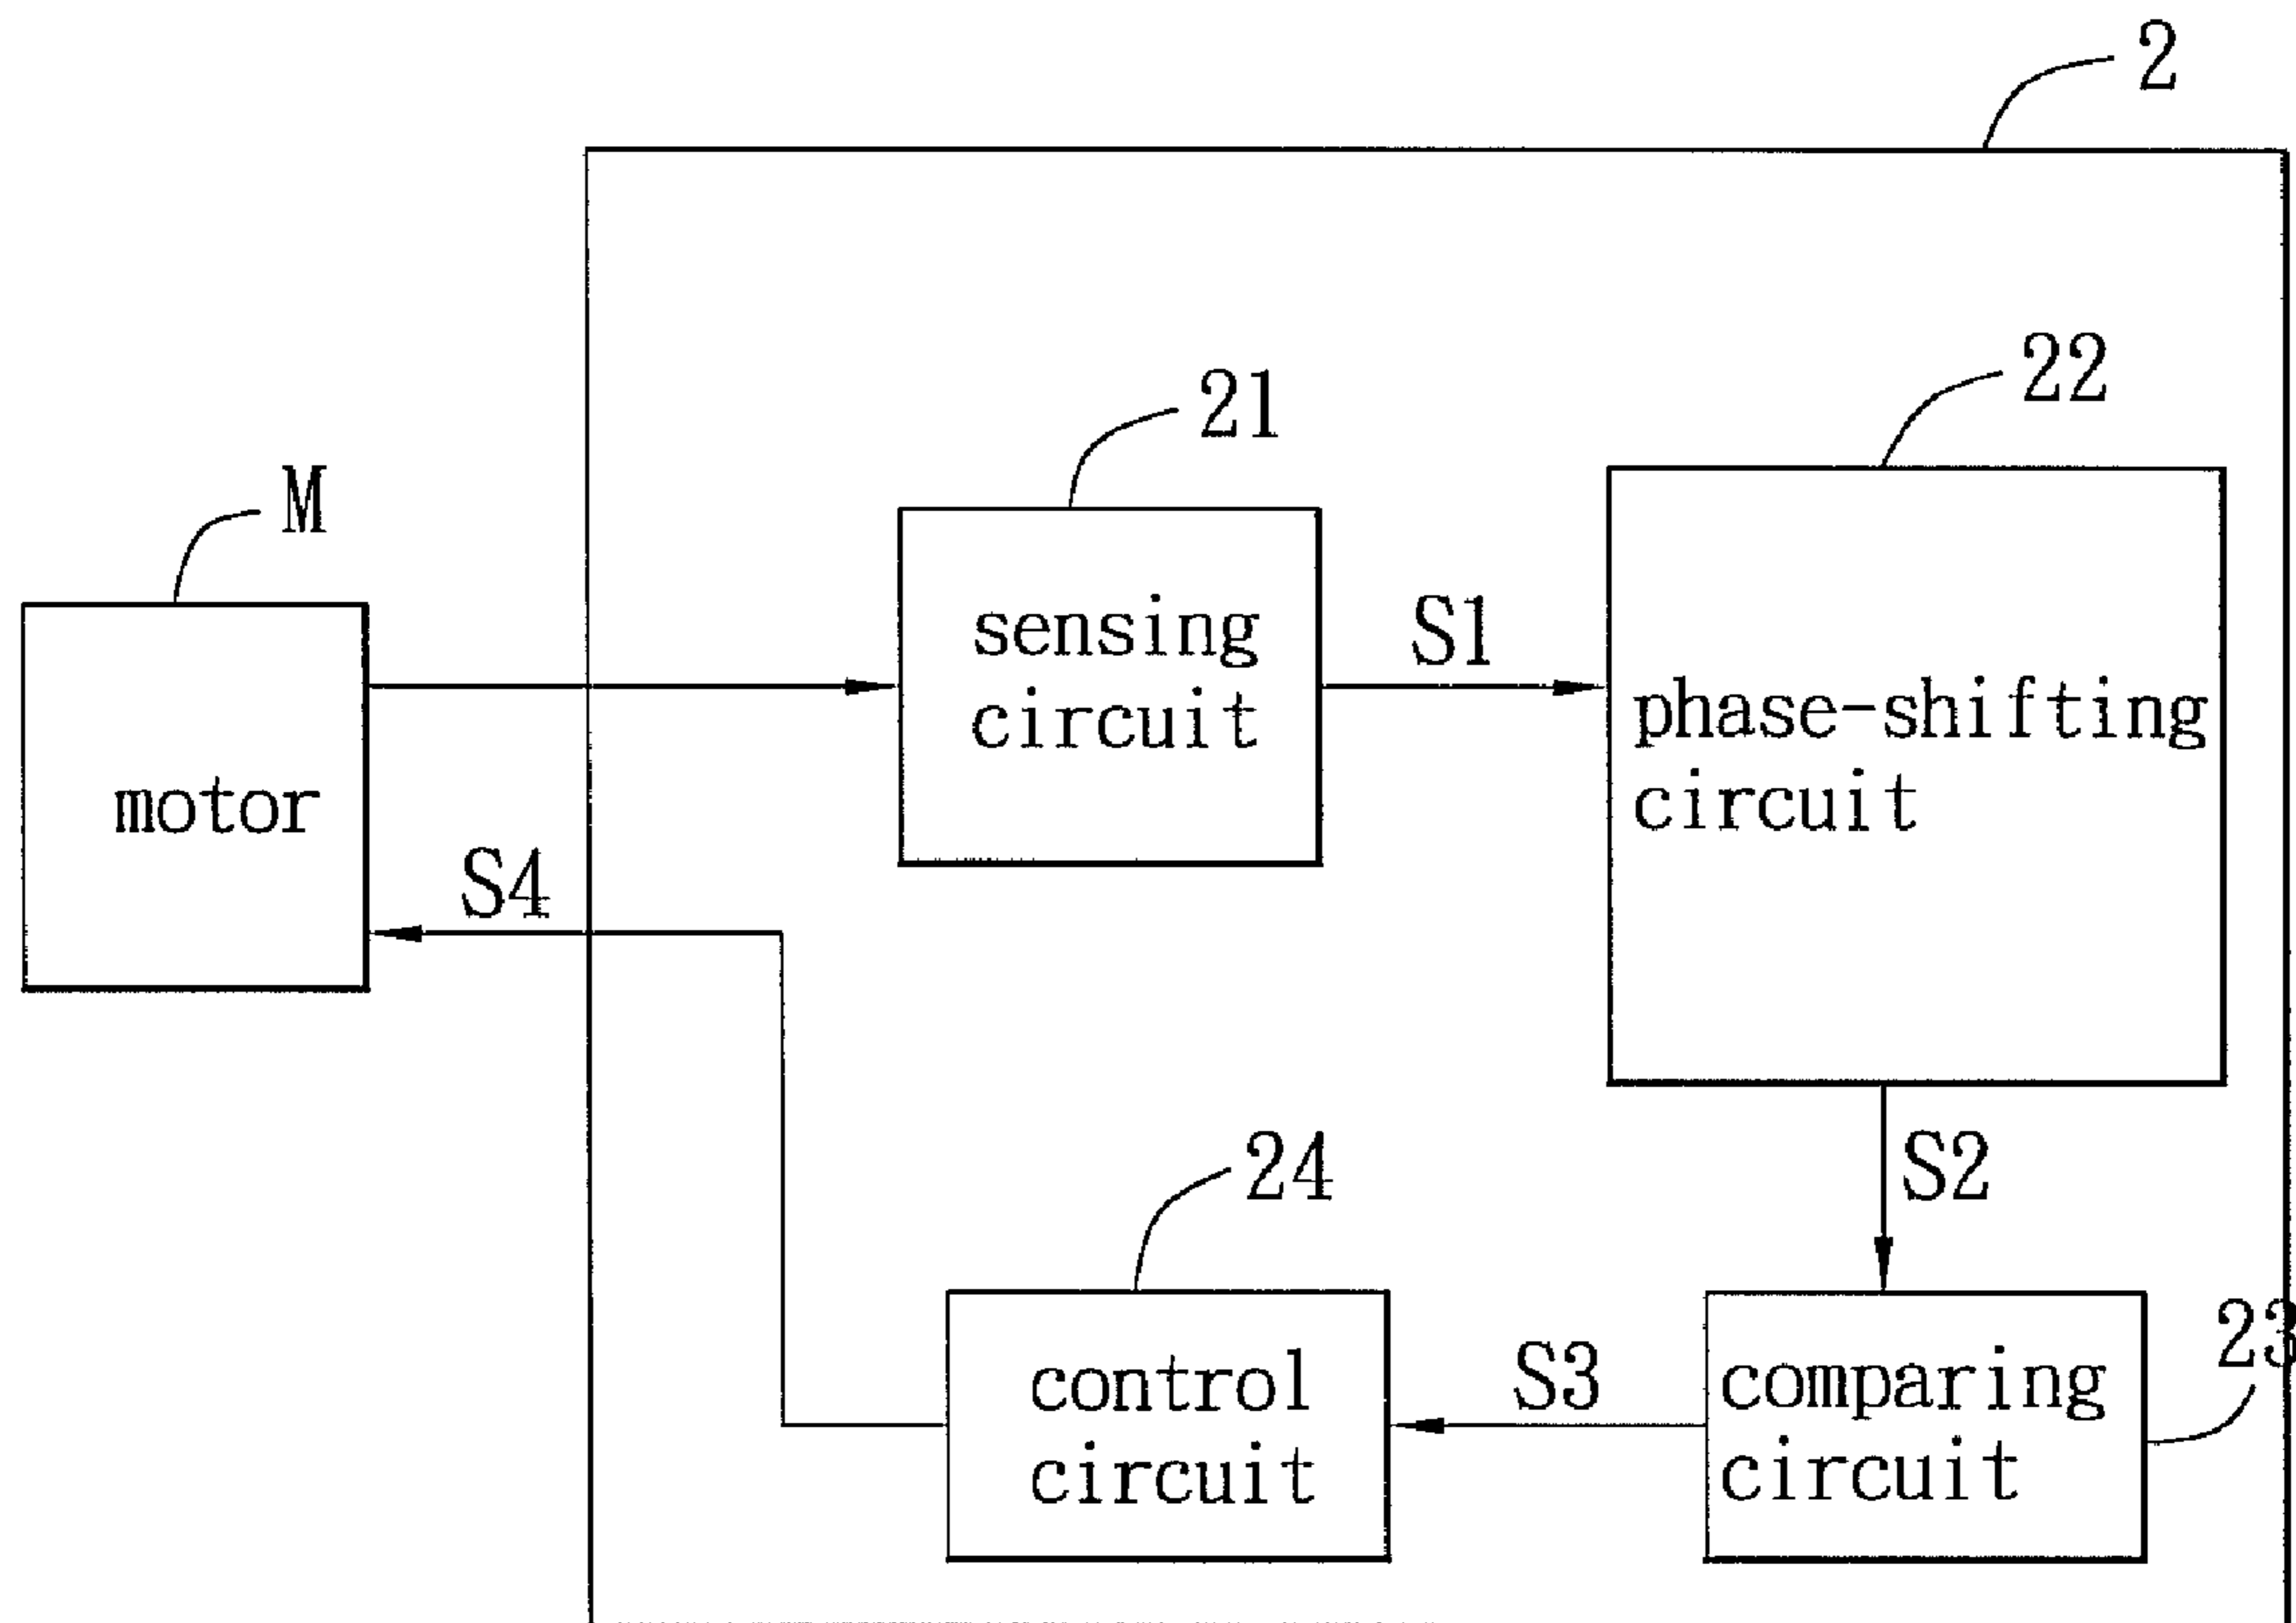 2
22
21
M
sensing
circuit
S1
phase-shifting
circuit
motor
S4
24
S2
23
control
circuit
S3
comparing
circuit